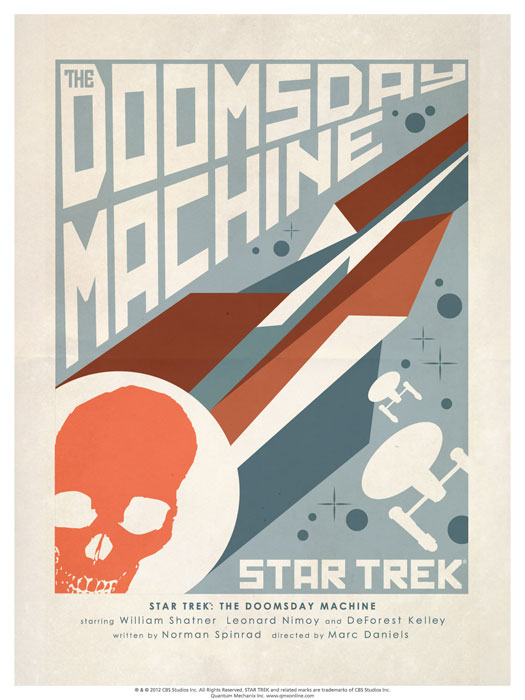 THE DOOMSDAY
MACHINE
STAR TREK®
STAR TREK®: THE DOOMSDAY MACHINE
starring William Shatner Leonard Nimoy and DeForest Kelley
written by Norman Spinrad directed by Marc Daniels
® & © 2012 CBS Studios Inc. All Rights Reserved. STAR TREK and related marks are trademarks of CBS Studios Inc.
Quantum Mechanix Inc. www.qmxonline.com